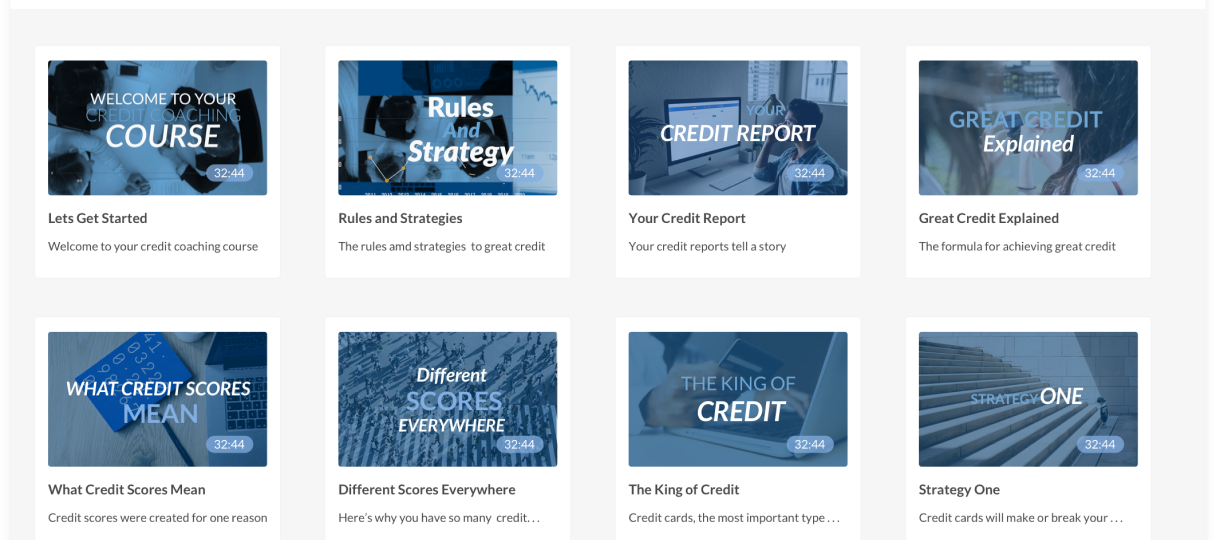 WELCOME TO YOUR
CREDIT COACHING
COURSE
32:44
Rules
And
Strategy
32:44
YOUR
CREDIT REPORT
32:44
GREAT CREDIT
Explained
32:44
Lets Get Started
Welcome to your credit coaching course
Rules and Strategies
The rules amd strategies  to great credit
Your Credit Report
Your credit reports tell a story
Great Credit Explained
The formula for achieving great credit
WHAT CREDIT SCORES
MEAN
32:44
Different
SCORES
EVERYWHERE
32:44
THE KING OF
CREDIT
32:44
STRATEGY ONE
32:44
What Credit Scores Mean
Credit scores were created for one reason
Different Scores Everywhere
Here's why you have so many  credit. . .
The King of Credit
Credit cards, the most important type . . .
Strategy One
Credit cards will make or break your . . .